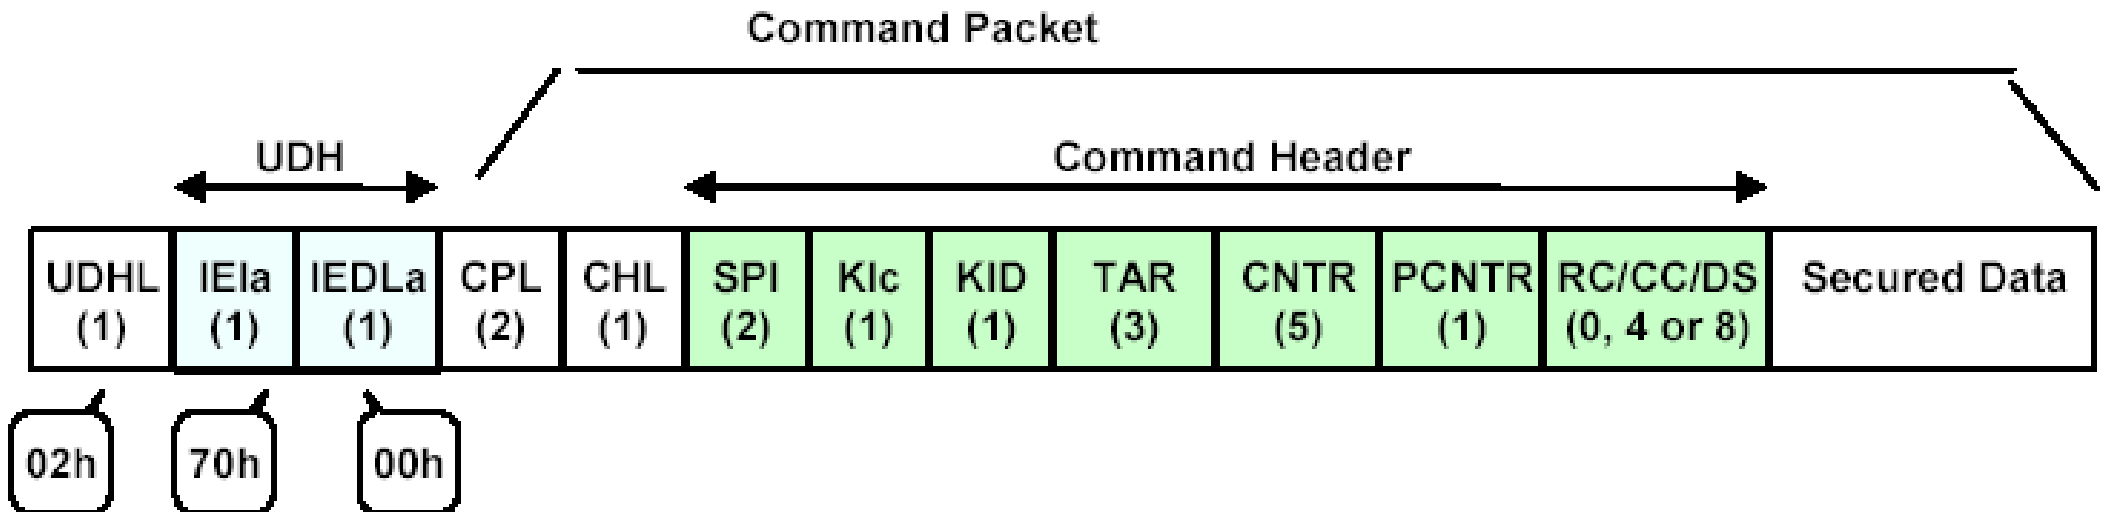 Command Packet
UDH
Command Header
UDHL IEIa IEDLa CPL CHL SPI KIc KID TAR CNTR PCNTR RC/CC/DS Secured Data
(1) (1) (1) (2) (1) (2) (1) (1) (3) (5) (1) (0, 4 or 8)
02h 70h 00h